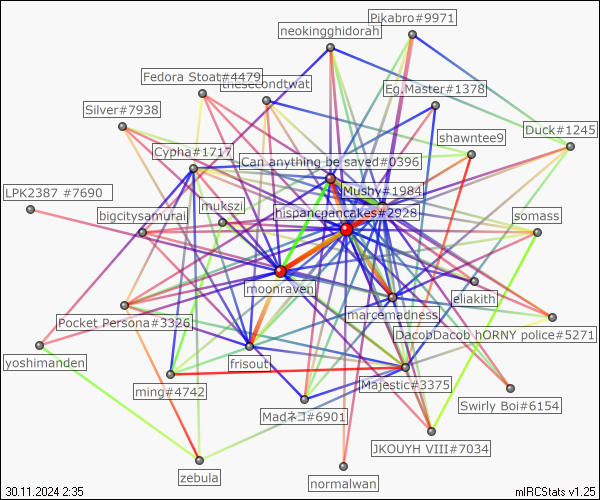 Pikabro#9971
neokingghidorah
Fedora Stoat#4479
thesecondtwat
Eg.Master#1378
Silver#7938
Duck#1245
shawntee9
Cypha#1717
Can anything be saved#0396
Mushy#1984
LPK2387 #7690
mukszi
hispancpancakes#2928
bigcitysamurai
somass
moonraven
eliakith
marcemadness
Pocket Persona#3326
DacobDacob hORNY police#5271
yoshimanden
frisout
Majestic#3375
ming#4742
Swirly Boi#6154
Madネコ#6901
JKOUYH VIII#7034
zebula
normalwan
30.11.2024 2:35
mIRCStats v1.25